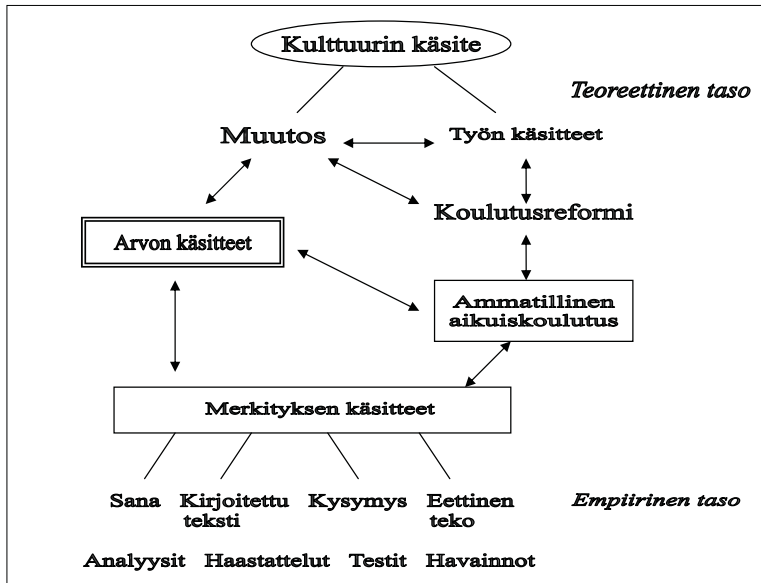 Kulttuurin käsite
Teoreettinen taso
Muutos
Työn käsitteet
Koulutusreformi
Arvon käsitteet
Ammatillinen
aikuiskoulutus
Merkityksen käsitteet
Sana
Kirjoitettu
teksti
Kysymys
Eettinen
teko
Empiirinen taso
Analyysit
Haastattelut
Testit
Havainnot